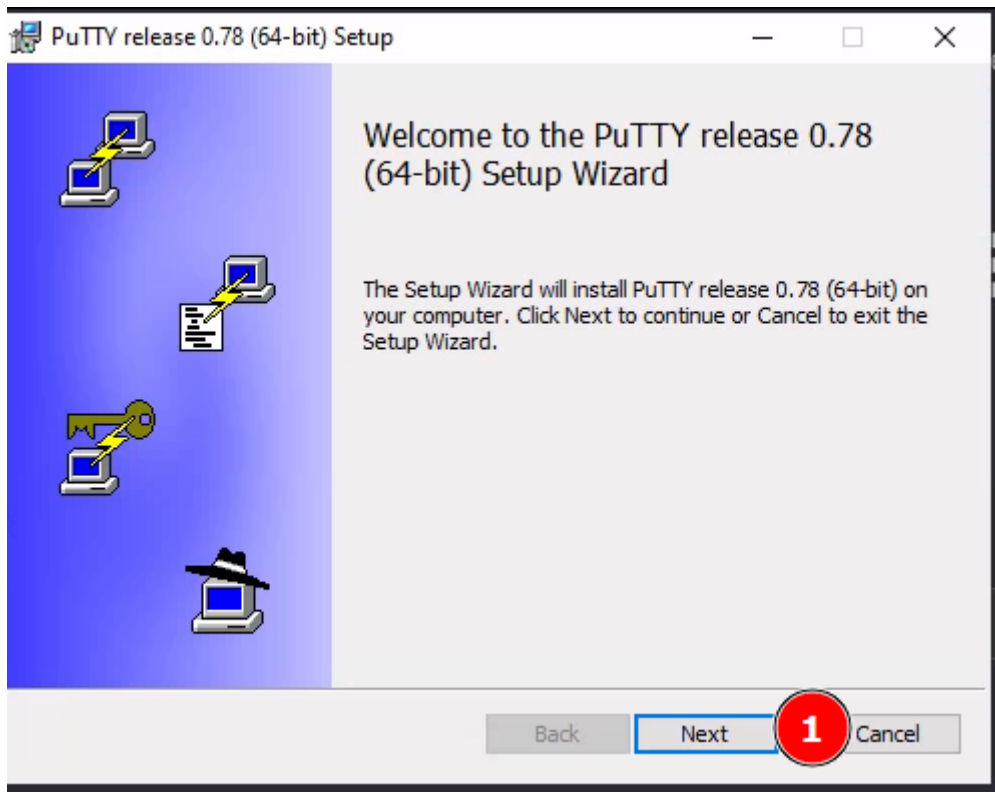 PuTTY release 0.78 (64-bit) Setup
Welcome to the PuTTY release 0.78
(64-bit) Setup Wizard
The Setup Wizard will install PuTTY release 0.78 (64-bit) on
your computer. Click Next to continue or Cancel to exit the
Setup Wizard.
Back Next 1 Cancel